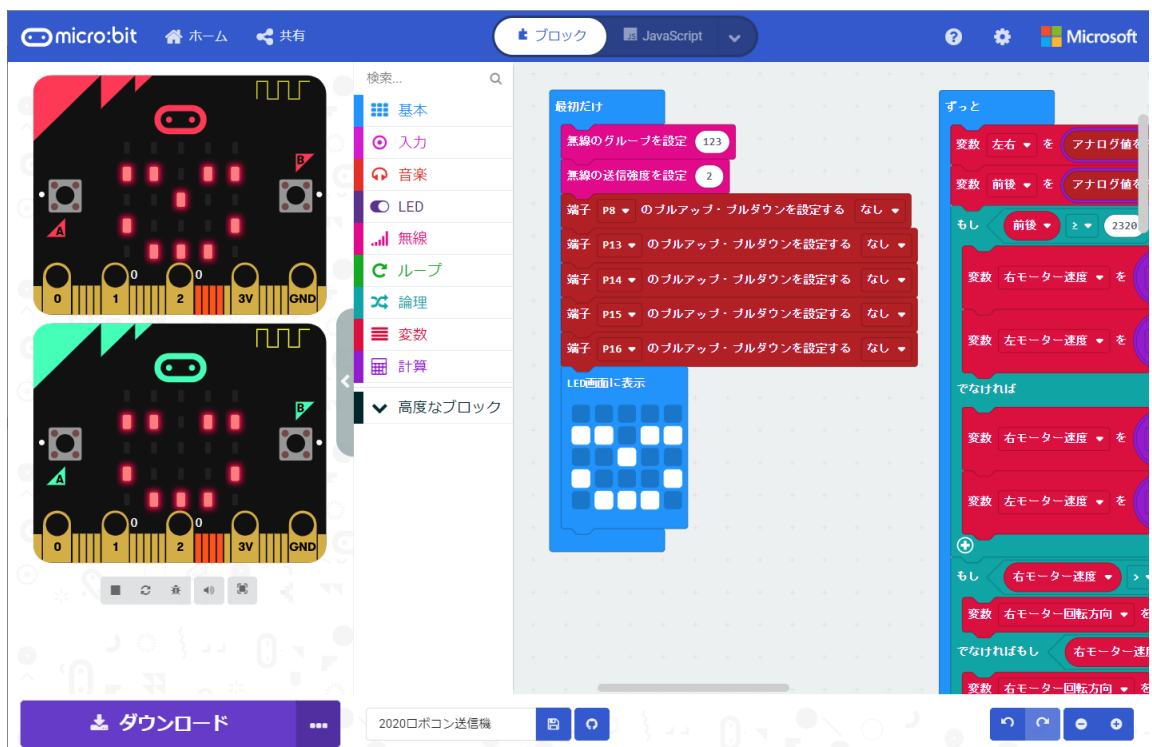 micro:bit ホーム 共有 ブロック JavaScript Microsoft
B
A
0 0
0 1 2 3V GND
B
A
0 0
0 1 2 3V GND
検索...
基本
入力
音楽
LED
無線
ループ
論理
変数
計算
高度なブロック
最初だけ
無線のグループを設定 123
無線の送信強度を設定 2
端子 P8 のプルアップ・プルダウンを設定する なし
端子 P13 のプルアップ・プルダウンを設定する なし
端子 P14 のプルアップ・プルダウンを設定する なし
端子 P15 のプルアップ・プルダウンを設定する なし
端子 P16 のプルアップ・プルダウンを設定する なし
LED画面に表示
ずっと
変数 左右 を アナログ値を
変数 前後 を アナログ値を
もし 前後 ≥ 2320
変数 右モーター速度 を
変数 左モーター速度 を
でなければ
変数 右モーター速度 を
変数 左モーター速度 を
もし 右モーター速度 >
変数 右モーター回転方向 を
でなければもし 右モーター速度
変数 右モーター回転方向 を
ダウンロード ...
2020ロボコン送信機